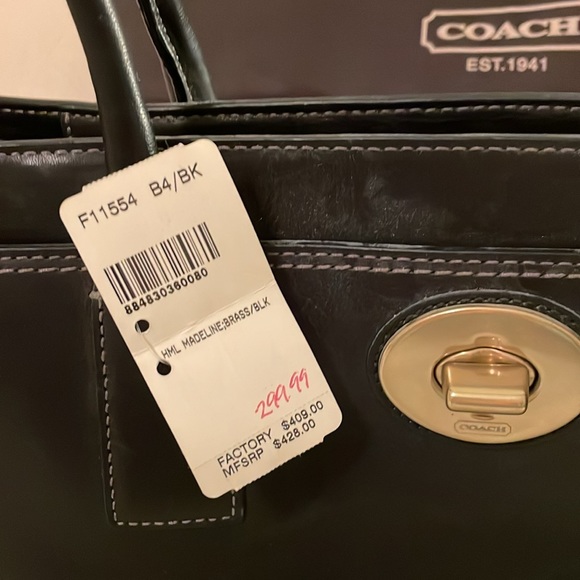 COACH
EST.1941
F11554 B4/BK
884830360080
HML MADELINE;BRASS/BLK
299.99
FACTORY $409.00
MFSRP $428.00
COACH